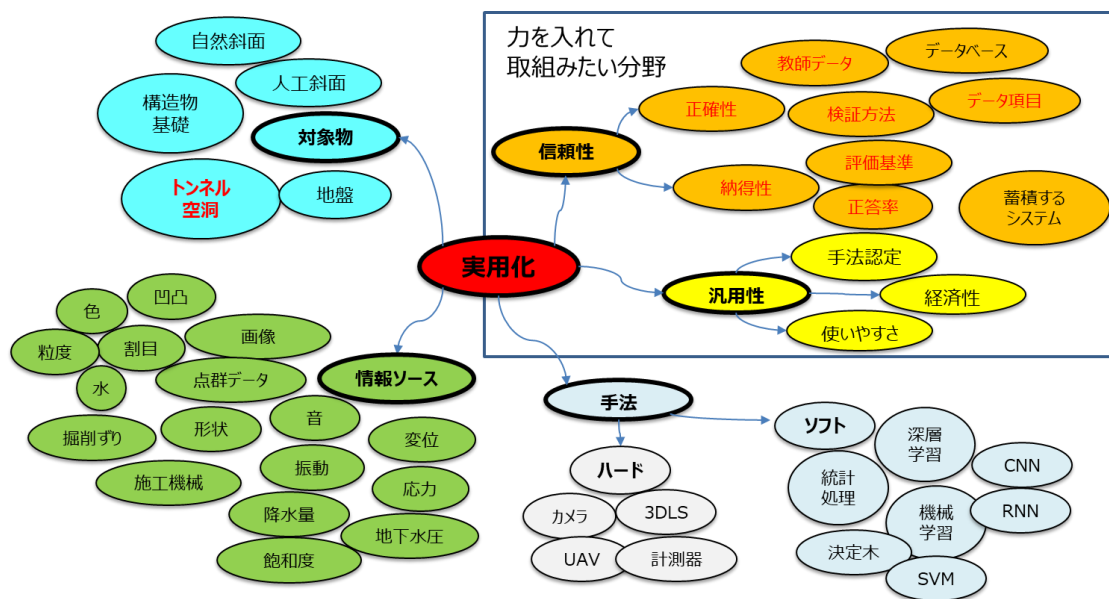 自然斜面
人工斜面
構造物
基礎
対象物
トンネル
空洞
地盤
力を入れて
取組みたい分野
教師データ
データベース
正確性
検証方法
データ項目
信頼性
評価基準
納得性
正答率
蓄積する
システム
実用化
手法認定
汎用性
経済性
使いやすさ
色
凹凸
粒度
割目
画像
水
点群データ
情報ソース
掘削ずり
形状
音
変位
施工機械
振動
応力
降水量
地下水圧
飽和度
手法
ハード
カメラ
3DLS
UAV
計測器
ソフト
深層
学習
CNN
統計
処理
機械
学習
RNN
決定木
SVM